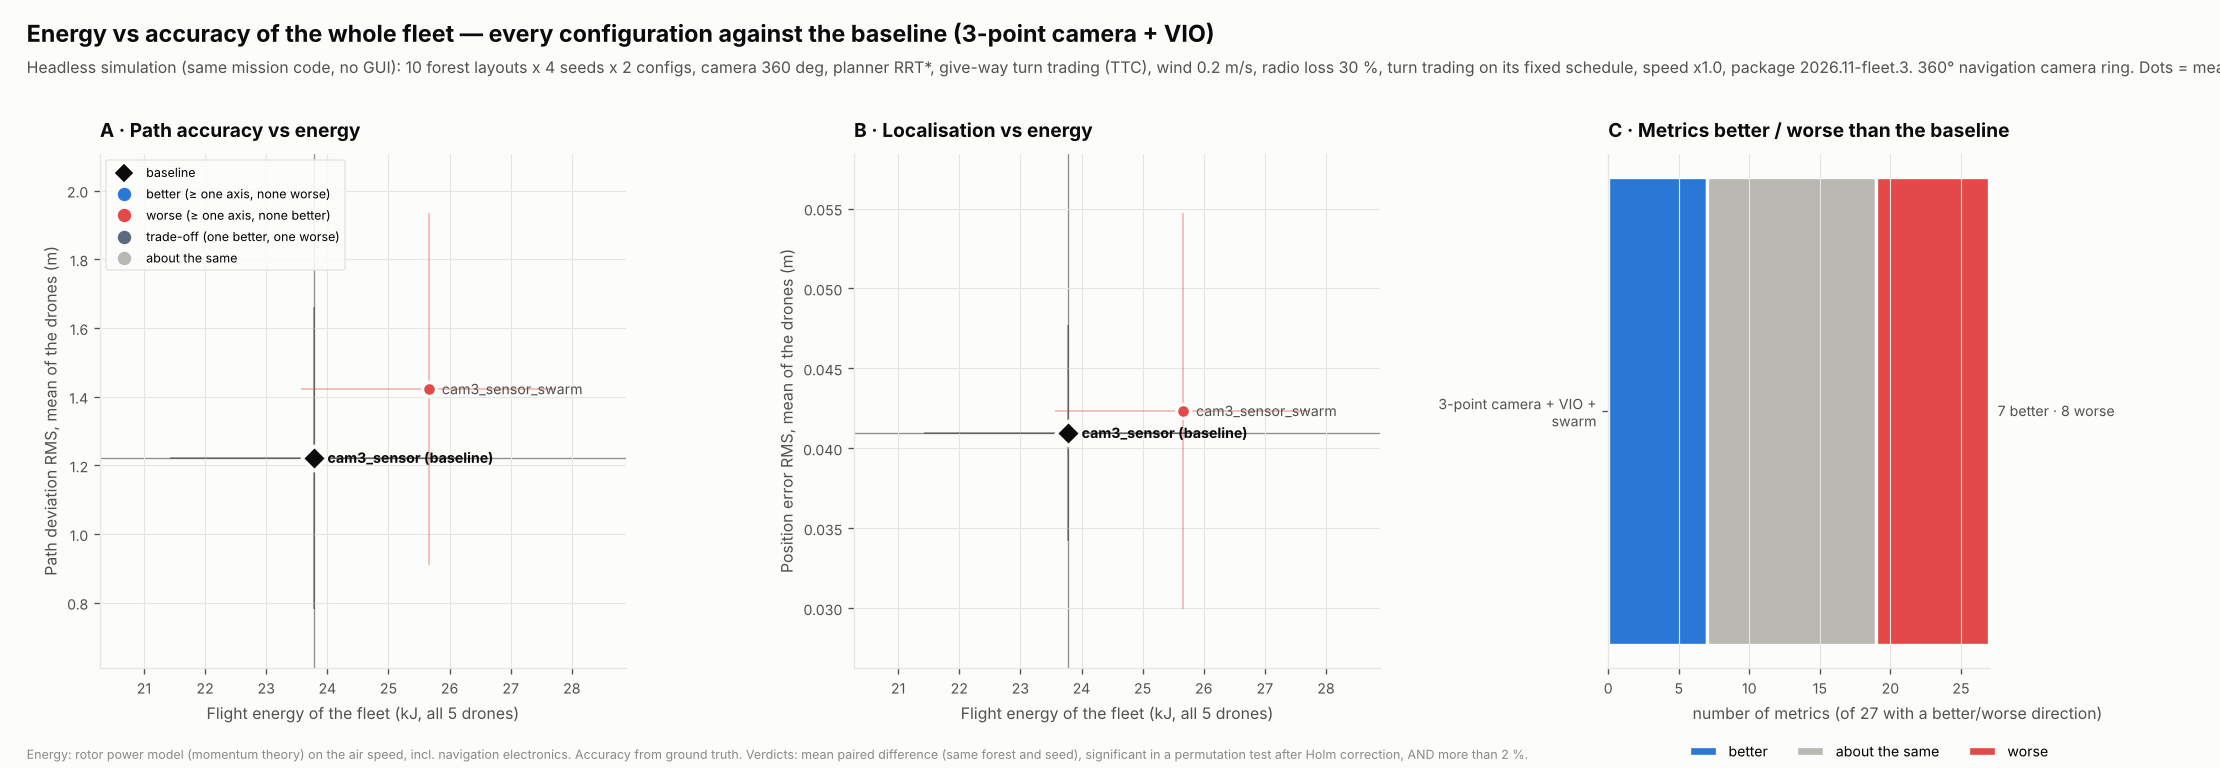 Energy vs accuracy of the whole fleet — every configuration against the baseline (3-point camera + VIO)
Headless simulation (same mission code, no GUI): 10 forest layouts x 4 seeds x 2 configs, camera 360 deg, planner RRT*, give-way turn trading (TTC), wind 0.2 m/s, radio loss 30 %, turn trading on its fixed schedule, speed x1.0, package 2026.11-fleet.3. 360° navigation camera ring. Dots = mea
A · Path accuracy vs energy
baseline
better (≥ one axis, none worse)
worse (≥ one axis, none better)
trade-off (one better, one worse)
about the same
2.0
1.8
1.6
1.4
1.2
1.0
0.8
Path deviation RMS, mean of the drones (m)
cam3_sensor_swarm
cam3_sensor (baseline)
21
22
23
24
25
26
27
28
Flight energy of the fleet (kJ, all 5 drones)
B · Localisation vs energy
0.055
0.050
0.045
0.040
0.035
0.030
Position error RMS, mean of the drones (m)
cam3_sensor_swarm
cam3_sensor (baseline)
21
22
23
24
25
26
27
28
Flight energy of the fleet (kJ, all 5 drones)
C · Metrics better / worse than the baseline
3-point camera + VIO +
swarm
7 better · 8 worse
0
5
10
15
20
25
number of metrics (of 27 with a better/worse direction)
better
about the same
worse
Energy: rotor power model (momentum theory) on the air speed, incl. navigation electronics. Accuracy from ground truth. Verdicts: mean paired difference (same forest and seed), significant in a permutation test after Holm correction, AND more than 2 %.